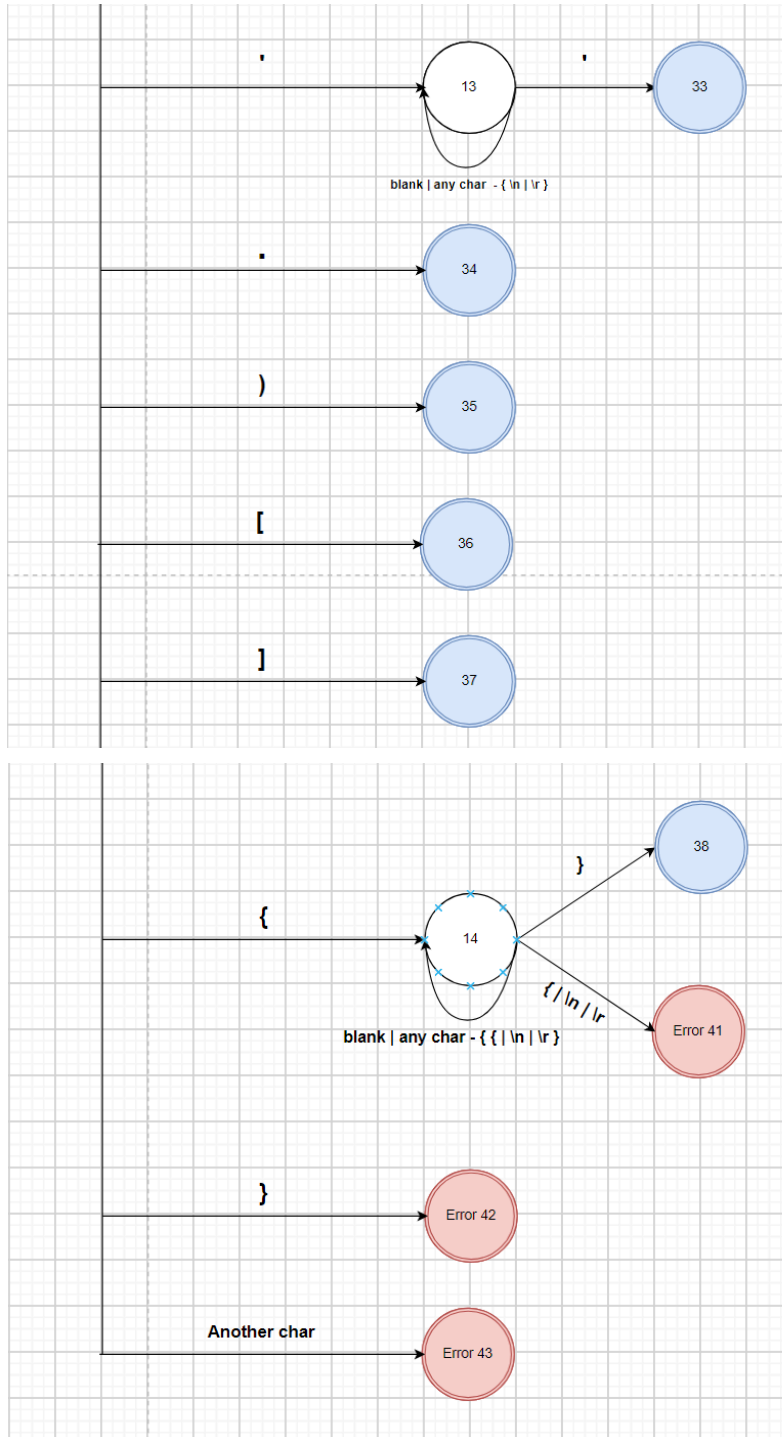 '
'
13
33
blank | any char - { \n | \r }
.
34
)
35
[
36
]
37
38
}
{
14
{ | \n | \r
Error 41
blank | any char - { { | \n | \r }
}
Error 42
Another char
Error 43